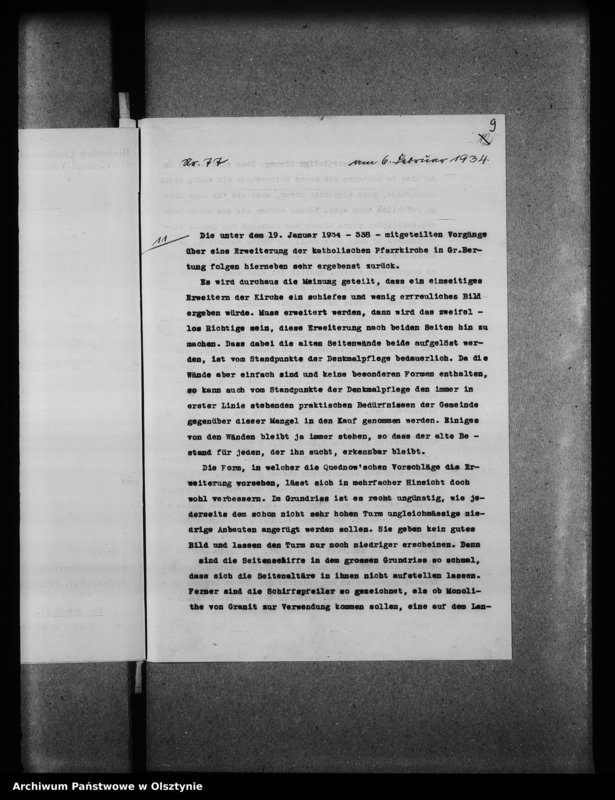 9
Nr. 77 am 6. Februar 1934
11
Die unter dem 19. Januar 1934 - 338 - mitgeteilten Vorgänge
über eine Erweiterung der katholischen Pfarrkirche in Gr.Ber-
tung folgen hierneben sehr ergebenst zurück.
Es wird durchaus die Meinung geteilt, dass ein einseitiges
Erweitern der Kirche ein schiefes und wenig erfreuliches Bild
ergeben würde. Muss erweitert werden, dann wird das zweifel -
los Richtige sein, diese Erweiterung nach beiden Seiten hin zu
machen. Dass dabei die alten Seitenwände beide aufgelöst wer-
den, ist vom Standpunkte der Denkmalpflege bedauerlich. Da die
Wände aber einfach sind und keine besonderen Formen enthalten,
so kann auch vom Standpunkte der Denkmalpflege den immer in
erster Linie stehenden praktischen Bedürfnissen der Gemeinde
gegenüber dieser Mangel in den Kauf genommen werden. Einiges
von den Wänden bleibt ja immer stehen, so dass der alte Be -
stand für jeden, der ihn sucht, erkennbar bleibt.
Die Form, in welcher die Quednow'schen Vorschläge die Er-
weiterung vorsehen, lässt sich in mehrfacher Hinsicht doch
wohl verbessern. Im Grundriss ist es recht ungünstig, wie je-
derseits dem schon nicht sehr hohen Turm ungleichmässige nie-
drige Anbauten angefügt werden sollen. Sie geben kein gutes
Bild und lassen den Turm nur noch niedriger erscheinen. Dann
sind die Seitenschiffe in dem grossen Grundriss so schmal,
dass sich die Seitenaltäre in ihnen nicht aufstellen lassen.
Ferner sind die Schiffspfeiler so gezeichnet, als ob Monoli-
the von Granit zur Verwendung kommen sollen, eine auf dem Lan-
Archiwum Państwowe w Olsztynie